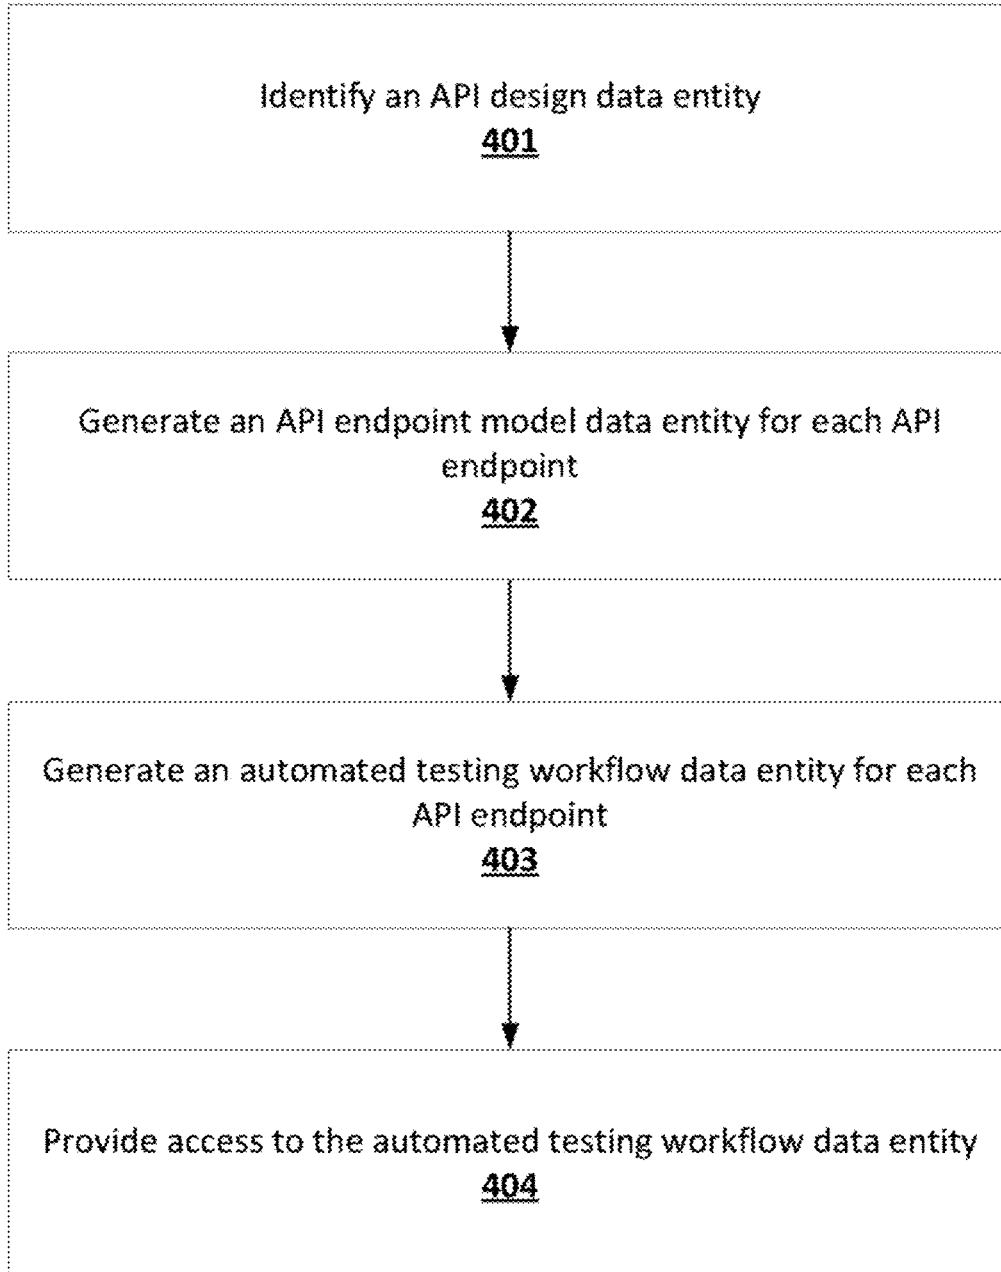 Identify an API design data entity
401
Generate an API endpoint model data entity for each API
endpoint
402
Generate an automated testing workflow data entity for each
API endpoint
403
Provide access to the automated testing workflow data entity
404